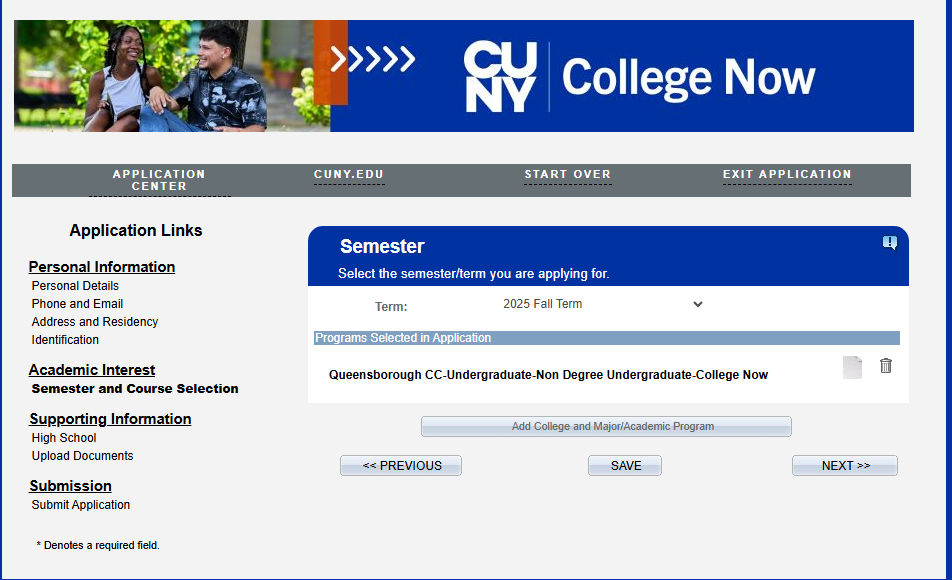 CU
NY
College Now
APPLICATION
CENTER
CUNY.EDU
START OVER
EXIT APPLICATION
Application Links
Personal Information
Personal Details
Phone and Email
Address and Residency
Identification
Academic Interest
Semester and Course Selection
Supporting Information
High School
Upload Documents
Submission
Submit Application
* Denotes a required field.
Semester
Select the semester/term you are applying for.
Term: 2025 Fall Term
Programs Selected in Application
Queensborough CC-Undergraduate-Non Degree Undergraduate-College Now
Add College and Major/Academic Program
<< PREVIOUS SAVE NEXT >>